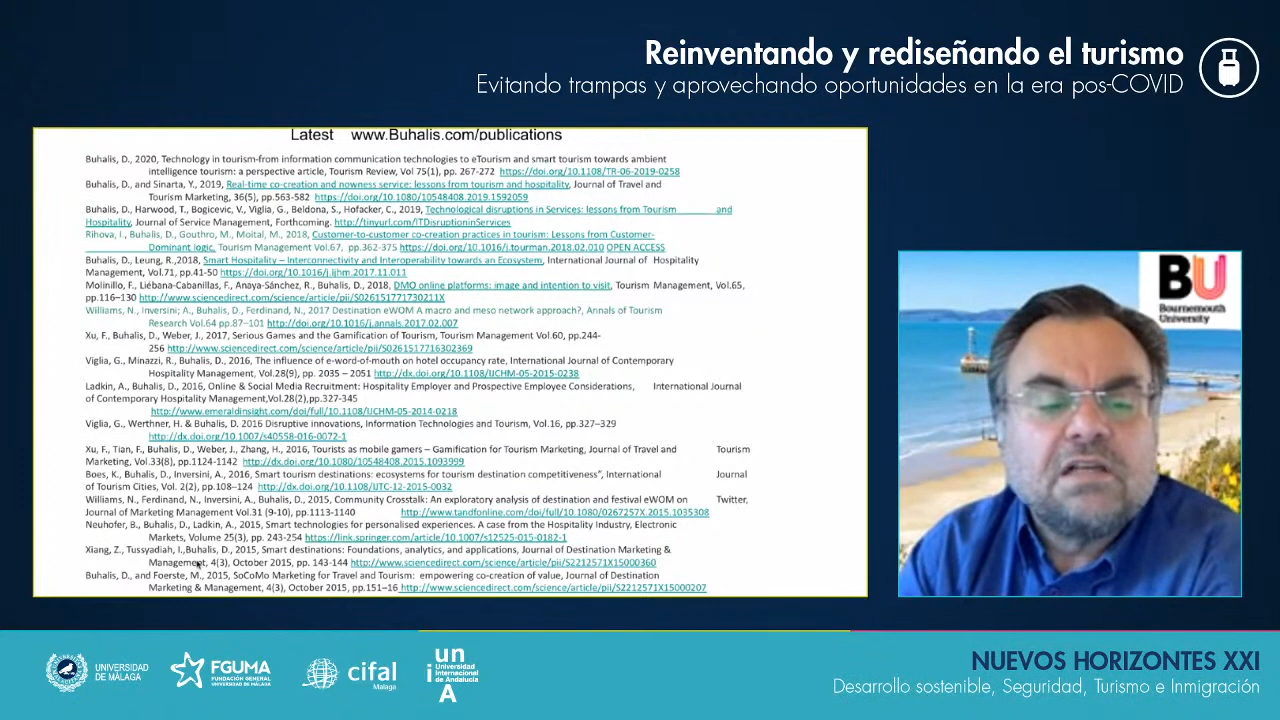 Reinventando y rediseñando el turismo
Evitando trampas y aprovechando oportunidades en la era pos-COVID
Latest www.Buhalis.com/publications
Buhalis, D., 2020, Technology in tourism-from information communication technologies to eTourism and smart tourism towards ambient
intelligence tourism: a perspective article, Tourism Review, Vol 75(1), pp. 267-272 https://doi.org/10.1108/TR-06-2019-0258
Buhalis, D., and Sinarta, Y., 2019, Real-time co-creation and nowness service: lessons from tourism and hospitality, Journal of Travel and
Tourism Marketing, 36(5), pp.563-582 https://doi.org/10.1080/10548408.2019.1592059
Buhalis, D., Harwood, T., Bogicevic, V., Viglia, G., Beldona, S., Hofacker, C., 2019, Technological disruptions in Services: lessons from Tourism and
Hospitality, Journal of Service Management, Forthcoming. http://tinyurl.com/ITDisruptioninServices
Rihova, I., Buhalis, D., Gouthro, M., Moital, M., 2018, Customer-to-customer co-creation practices in tourism: Lessons from Customer-
Dominant logic, Tourism Management Vol.67, pp.362-375 https://doi.org/10.1016/j.tourman.2018.02.010 OPEN ACCESS
Buhalis, D., Leung, R.,2018, Smart Hospitality – Interconnectivity and Interoperability towards an Ecosystem, International Journal of Hospitality
Management, Vol.71, pp.41-50 https://doi.org/10.1016/j.ijhm.2017.11.011
Molinillo, F., Liébana-Cabanillas, F., Anaya-Sánchez, R., Buhalis, D., 2018, DMO online platforms: image and intention to visit, Tourism Management, Vol.65,
pp.116–130 http://www.sciencedirect.com/science/article/pii/S026151771730211X
Williams, N., Inversini; A., Buhalis, D., Ferdinand, N., 2017 Destination eWOM A macro and meso network approach?, Annals of Tourism
Research Vol.64 pp.87–101 http://doi.org/10.1016/j.annals.2017.02.007
Xu, F., Buhalis, D., Weber, J., 2017, Serious Games and the Gamification of Tourism, Tourism Management Vol.60, pp.244-
256 http://www.sciencedirect.com/science/article/pii/S0261517716302369
Viglia, G., Minazzi, R., Buhalis, D., 2016, The influence of e-word-of-mouth on hotel occupancy rate, International Journal of Contemporary
Hospitality Management, Vol.28(9), pp. 2035 – 2051 http://dx.doi.org/10.1108/IJCHM-05-2015-0238
Ladkin, A., Buhalis, D., 2016, Online & Social Media Recruitment: Hospitality Employer and Prospective Employee Considerations, International Journal
of Contemporary Hospitality Management,Vol.28(2),pp.327-345
http://www.emeraldinsight.com/doi/full/10.1108/IJCHM-05-2014-0218
Viglia, G., Werthner, H. & Buhalis, D. 2016 Disruptive innovations, Information Technologies and Tourism, Vol.16, pp.327–329
http://dx.doi.org/10.1007/s40558-016-0072-1
Xu, F., Tian, F., Buhalis, D., Weber, J., Zhang, H., 2016, Tourists as mobile gamers – Gamification for Tourism Marketing, Journal of Travel and Tourism
Marketing, Vol.33(8), pp.1124-1142 http://dx.doi.org/10.1080/10548408.2015.1093999
Boes, K., Buhalis, D., Inversini, A., 2016, Smart tourism destinations: ecosystems for tourism destination competitiveness”, International Journal
of Tourism Cities, Vol. 2(2), pp.108–124 http://dx.doi.org/10.1108/IJTC-12-2015-0032
Williams, N., Ferdinand, N., Inversini, A., Buhalis, D., 2015, Community Crosstalk: An exploratory analysis of destination and festival eWOM on Twitter,
Journal of Marketing Management Vol.31 (9-10), pp.1113-1140 http://www.tandfonline.com/doi/full/10.1080/0267257X.2015.1035308
Neuhofer, B., Buhalis, D., Ladkin, A., 2015, Smart technologies for personalised experiences. A case from the Hospitality Industry, Electronic
Markets, Volume 25(3), pp. 243-254 https://link.springer.com/article/10.1007/s12525-015-0182-1
Xiang, Z., Tussyadiah, I.,Buhalis, D., 2015, Smart destinations: Foundations, analytics, and applications, Journal of Destination Marketing &
Management, 4(3), October 2015, pp. 143-144 http://www.sciencedirect.com/science/article/pii/S2212571X15000360
Buhalis, D., and Foerste, M., 2015, SoCoMo Marketing for Travel and Tourism: empowering co-creation of value, Journal of Destination
Marketing & Management, 4(3), October 2015, pp.151–16 http://www.sciencedirect.com/science/article/pii/S2212571X15000207
BU
Bournemouth
University
UNIVERSIDAD
DE MÁLAGA
FGUMA
FUNDACIÓN GENERAL
UNIVERSIDAD DE MÁLAGA
cifal
Málaga
un
i
Universidad
Internacional
de Andalucía
A
NUEVOS HORIZONTES XXI
Desarrollo sostenible, Seguridad, Turismo e Inmigración